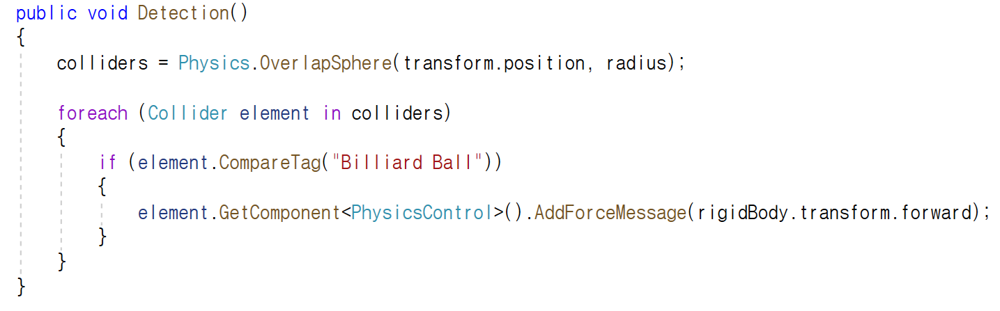 public void Detection()
{
    colliders = Physics.OverlapSphere(transform.position, radius);

    foreach (Collider element in colliders)
    {
        if (element.CompareTag("Billiard Ball"))
        {
            element.GetComponent<PhysicsControl>().AddForceMessage(rigidBody.transform.forward);
        }
    }
}